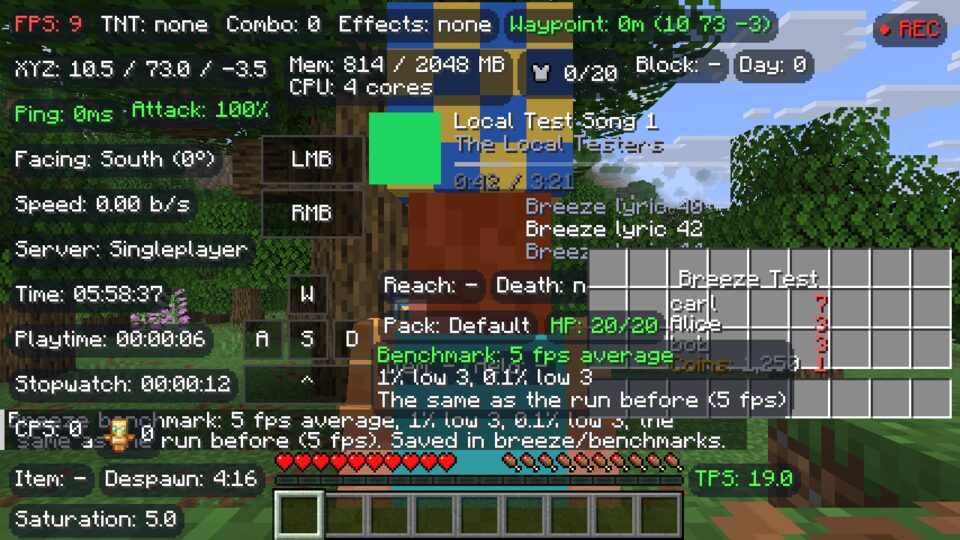 FPS: 9 TNT: none Combo: 0 Effects: none Waypoint: 0m (10 73 -3) REC
XYZ: 10.5 / 73.0 / -3.5
Mem: 814 / 2048 MB
CPU: 4 cores
0/20
Block: - Day: 0
Ping: 0ms
Attack: 100%
Local Test Song 1
The Local Testers
0:42 / 3:21
Facing: South (0°)
LMB
Speed: 0.00 b/s
RMB
Breeze lyric 40
Breeze lyric 42
Breeze lyric
Server: Singleplayer
Reach: - Death: n
Breeze Test
carl 7
Alice 3
bob 3
Coins: 1,250 1
Time: 05:58:37
W
Pack: Default HP: 20/20
Playtime: 00:00:06
A S D
Benchmark: 5 fps average
1% low 3, 0.1% low 3
The same as the run before (5 fps)
Stopwatch: 00:00:12
^
Breeze benchmark: 5 fps average, 1% low 3, 0.1% low 3, the
same as the run before (5 fps). Saved in breeze/benchmarks.
CPS: 0
0
Item: - Despawn: 4:16
TPS: 19.0
Saturation: 5.0